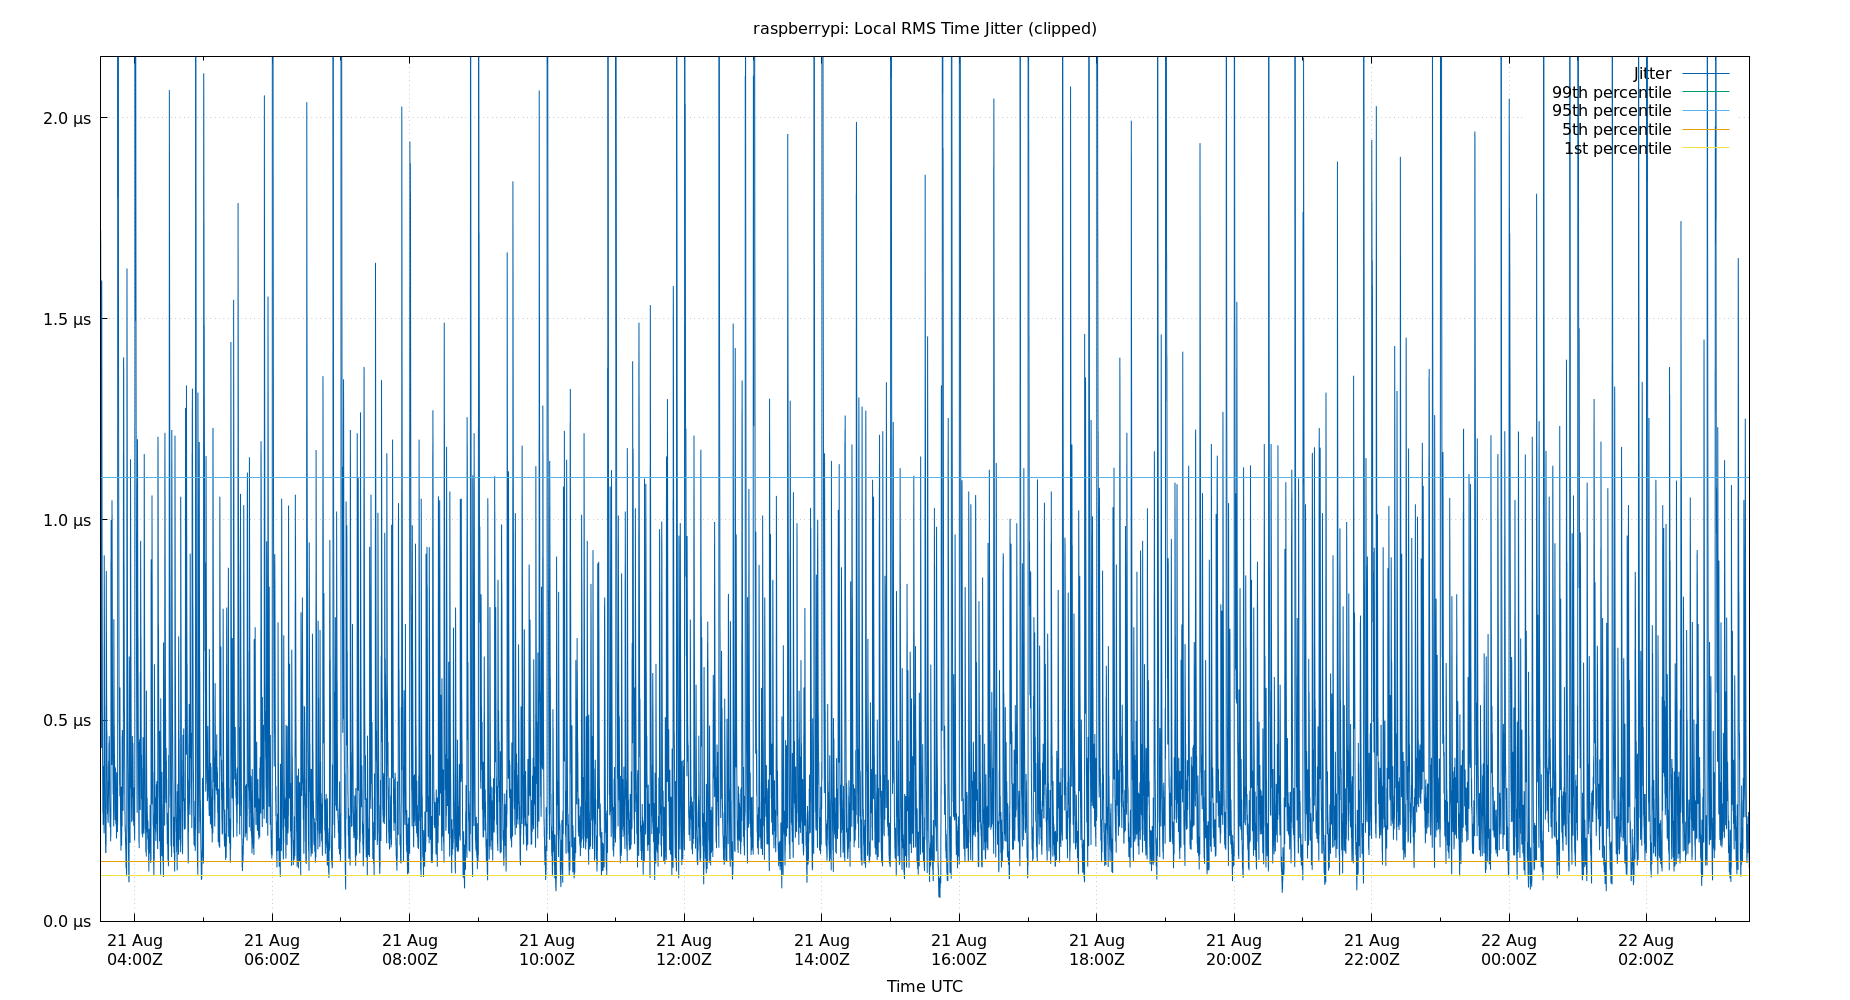 raspberrypi: Local RMS Time Jitter (clipped)
Jitter
99th percentile
95th percentile
5th percentile
1st percentile
2.0 µs
1.5 µs
1.0 µs
0.5 µs
0.0 µs
21 Aug 21 Aug 21 Aug 21 Aug 21 Aug 21 Aug 21 Aug 21 Aug 21 Aug 21 Aug 22 Aug 22 Aug
04:00Z 06:00Z 08:00Z 10:00Z 12:00Z 14:00Z 16:00Z 18:00Z 20:00Z 22:00Z 00:00Z 02:00Z
Time UTC